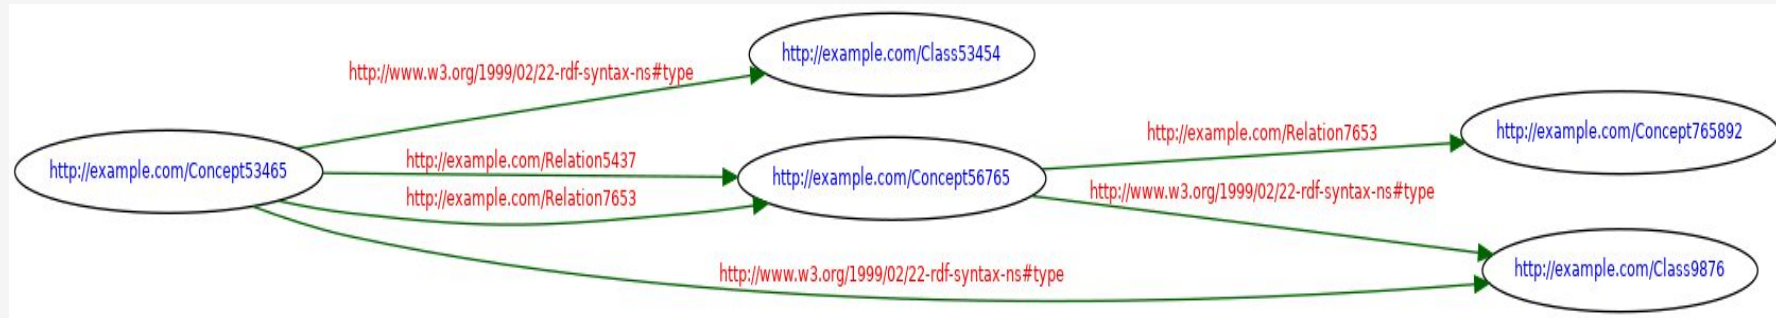 http://example.com/Class53454
http://www.w3.org/1999/02/22-rdf-syntax-ns#type
http://example.com/Relation7653
http://example.com/Concept765892
http://example.com/Concept53465
http://example.com/Relation5437
http://example.com/Concept56765
http://example.com/Relation7653
http://www.w3.org/1999/02/22-rdf-syntax-ns#type
http://www.w3.org/1999/02/22-rdf-syntax-ns#type
http://example.com/Class9876